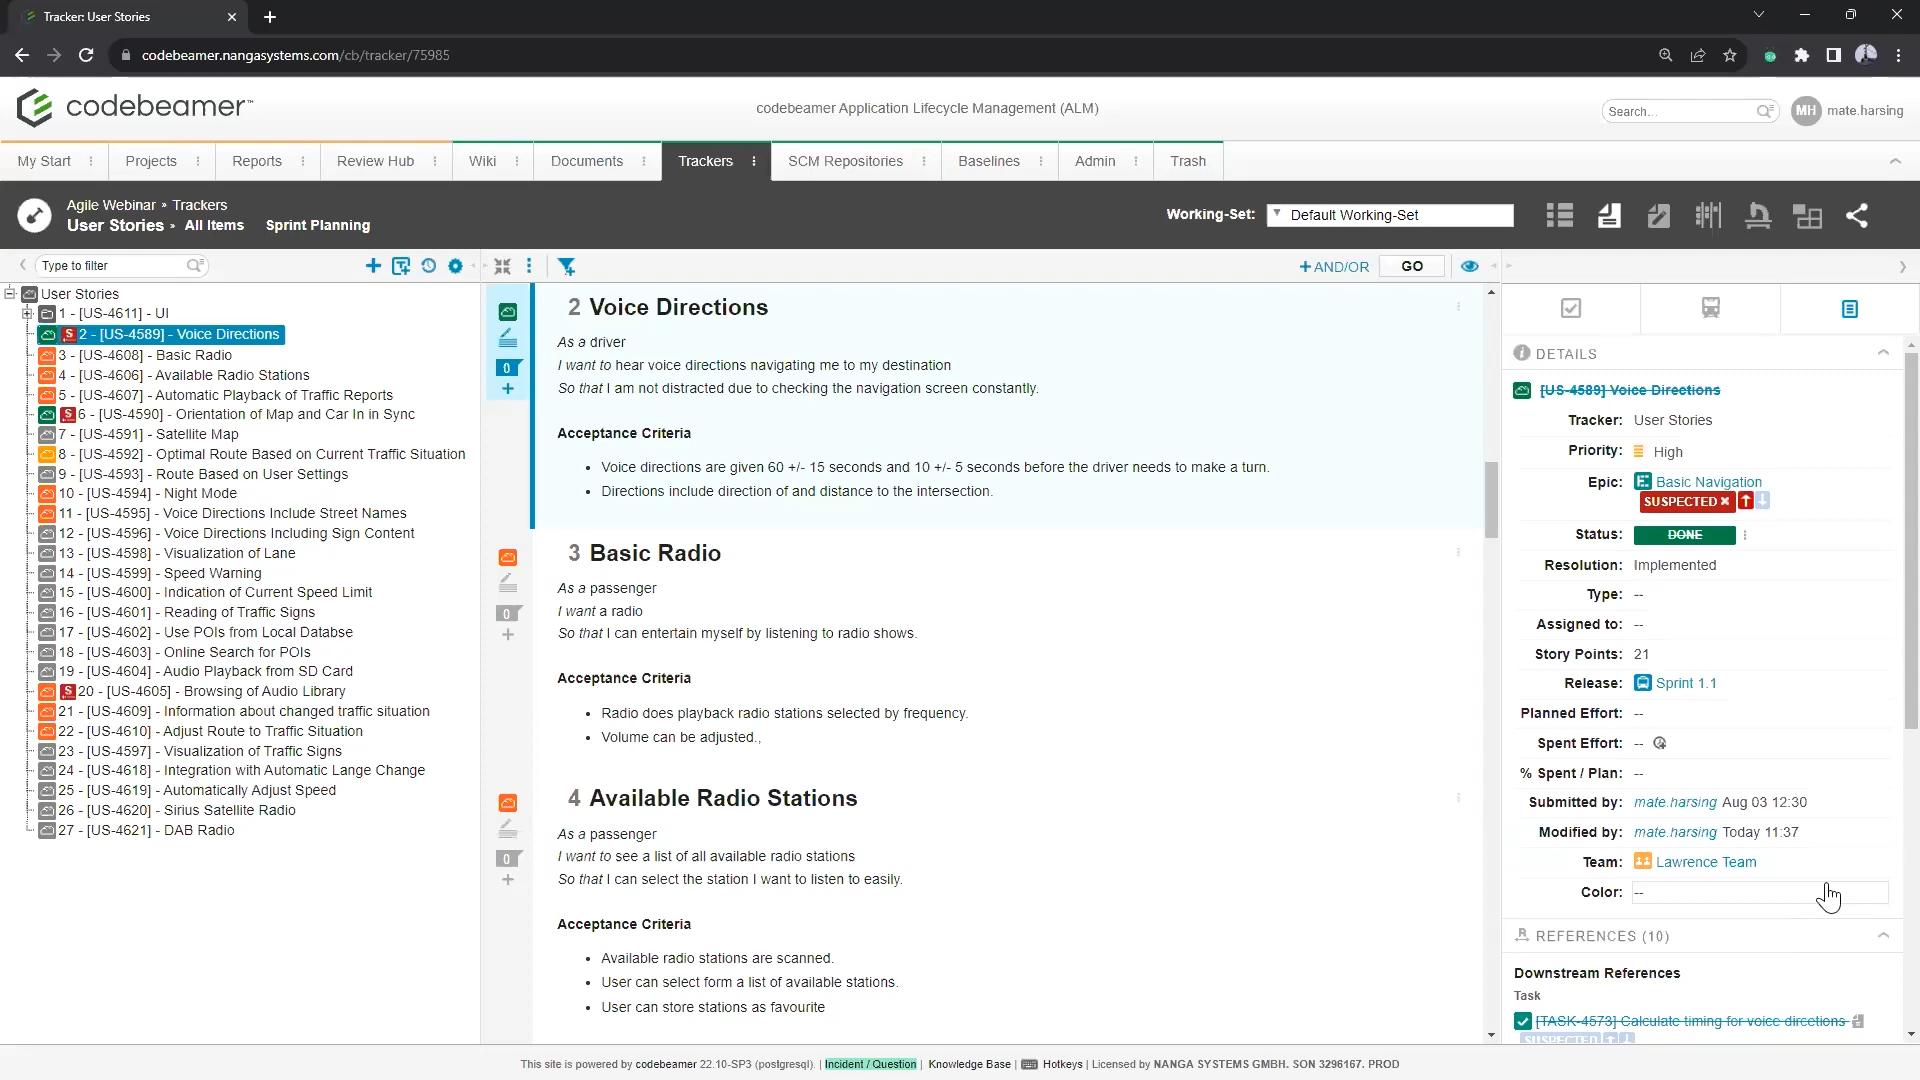 Tracker: User Stories
codebeamer.nangasystems.com/cb/tracker/75985
codebeamer™
codebeamer Application Lifecycle Management (ALM)
Search...
MH mate.harsing
My Start
Projects
Reports
Review Hub
Wiki
Documents
Trackers
SCM Repositories
Baselines
Admin
Trash
Agile Webinar » Trackers
User Stories » All Items Sprint Planning
Working-Set: Default Working-Set
Type to filter
+AND/OR
GO
User Stories
1 - [US-4611] - UI
S 2 - [US-4589] - Voice Directions
3 - [US-4608] - Basic Radio
4 - [US-4606] - Available Radio Stations
5 - [US-4607] - Automatic Playback of Traffic Reports
S 6 - [US-4590] - Orientation of Map and Car In in Sync
7 - [US-4591] - Satellite Map
8 - [US-4592] - Optimal Route Based on Current Traffic Situation
9 - [US-4593] - Route Based on User Settings
10 - [US-4594] - Night Mode
11 - [US-4595] - Voice Directions Include Street Names
12 - [US-4596] - Voice Directions Including Sign Content
13 - [US-4598] - Visualization of Lane
14 - [US-4599] - Speed Warning
15 - [US-4600] - Indication of Current Speed Limit
16 - [US-4601] - Reading of Traffic Signs
17 - [US-4602] - Use POIs from Local Databse
18 - [US-4603] - Online Search for POIs
19 - [US-4604] - Audio Playback from SD Card
S 20 - [US-4605] - Browsing of Audio Library
21 - [US-4609] - Information about changed traffic situation
22 - [US-4610] - Adjust Route to Traffic Situation
23 - [US-4597] - Visualization of Traffic Signs
24 - [US-4618] - Integration with Automatic Lange Change
25 - [US-4619] - Automatically Adjust Speed
26 - [US-4620] - Sirius Satellite Radio
27 - [US-4621] - DAB Radio
2 Voice Directions
As a driver
I want to hear voice directions navigating me to my destination
0
So that I am not distracted due to checking the navigation screen constantly.
Acceptance Criteria
• Voice directions are given 60 +/- 15 seconds and 10 +/- 5 seconds before the driver needs to make a turn.
• Directions include direction of and distance to the intersection.
3 Basic Radio
As a passenger
I want a radio
0
So that I can entertain myself by listening to radio shows.
Acceptance Criteria
• Radio does playback radio stations selected by frequency.
• Volume can be adjusted.,
4 Available Radio Stations
As a passenger
I want to see a list of all available radio stations
0
So that I can select the station I want to listen to easily.
Acceptance Criteria
• Available radio stations are scanned.
• User can select form a list of available stations.
• User can store stations as favourite
DETAILS
[US-4589] Voice Directions
Tracker: User Stories
Priority: High
Epic: Basic Navigation
SUSPECTED
Status: DONE
Resolution: Implemented
Type: --
Assigned to: --
Story Points: 21
Release: Sprint 1.1
Planned Effort: --
Spent Effort: --
% Spent / Plan: --
Submitted by: mate.harsing Aug 03 12:30
Modified by: mate.harsing Today 11:37
Team: Lawrence Team
Color: --
REFERENCES (10)
Downstream References
Task
[TASK-4573] Calculate timing for voice directions
SUSPECTED
This site is powered by codebeamer 22.10-SP3 (postgresql). | Incident / Question | Knowledge Base | Hotkeys | Licensed by NANGA SYSTEMS GMBH. SON 3296167. PROD